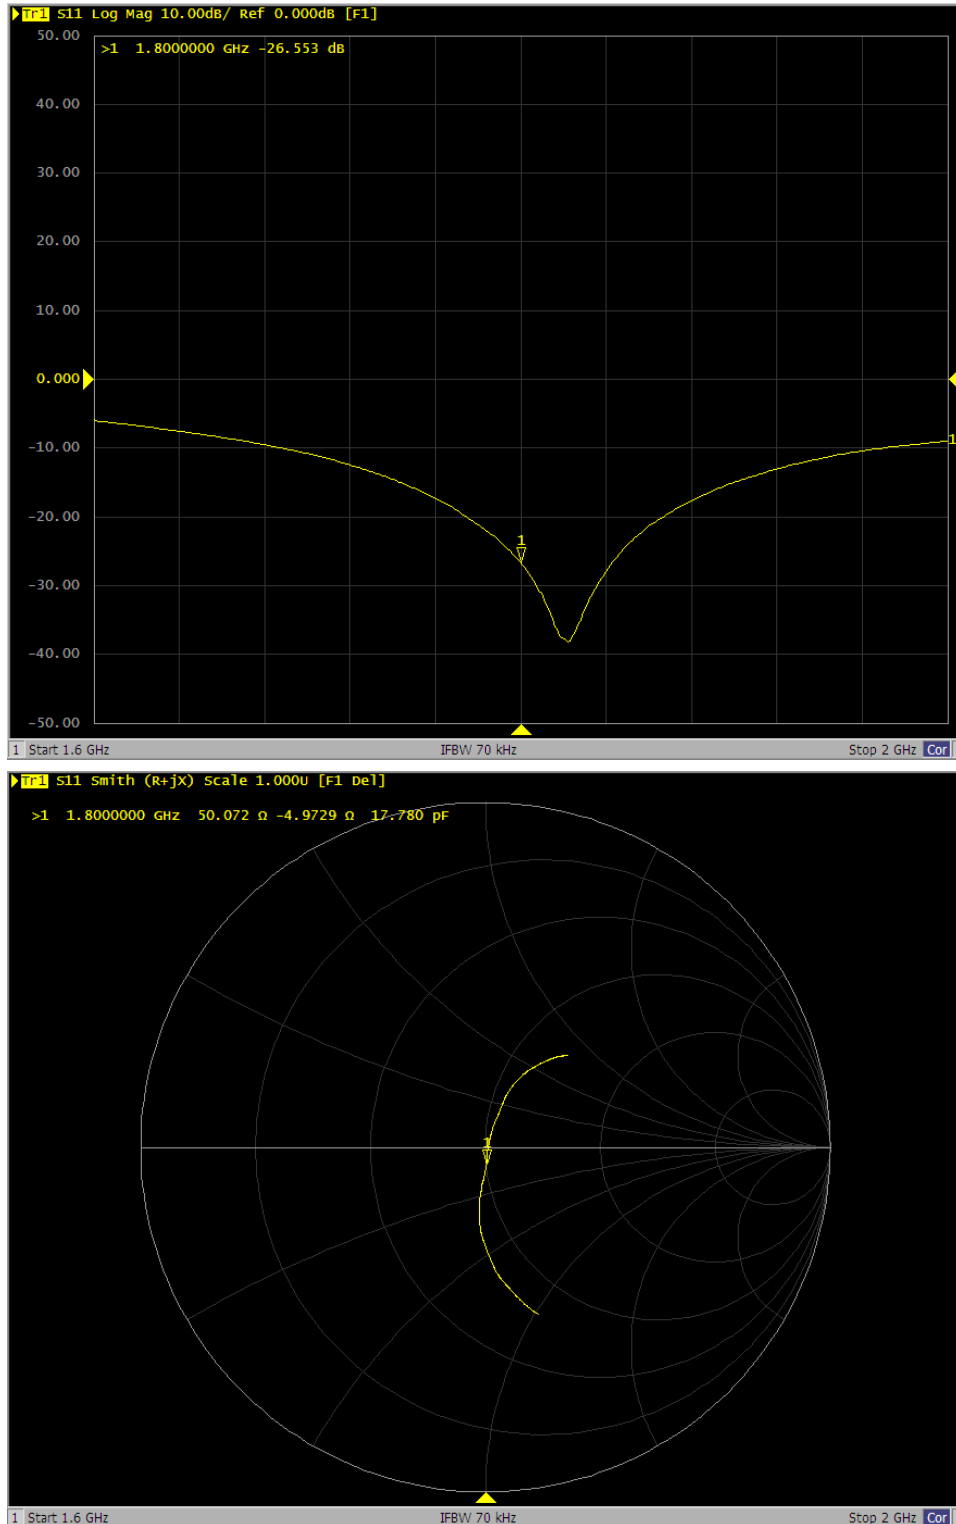 Tr1 S11 Log Mag 10.00dB/ Ref 0.000dB [F1]
50.00
>1 1.8000000 GHz -26.553 dB
40.00
30.00
20.00
10.00
0.000
-10.00
1
-20.00
1
-30.00
-40.00
-50.00
1 Start 1.6 GHz IFBW 70 kHz Stop 2 GHz Cor
Tr1 S11 Smith (R+jX) Scale 1.000U [F1 Del]
>1 1.8000000 GHz 50.072 Ω -4.9729 Ω 17.780 pF
1
1 Start 1.6 GHz IFBW 70 kHz Stop 2 GHz Cor